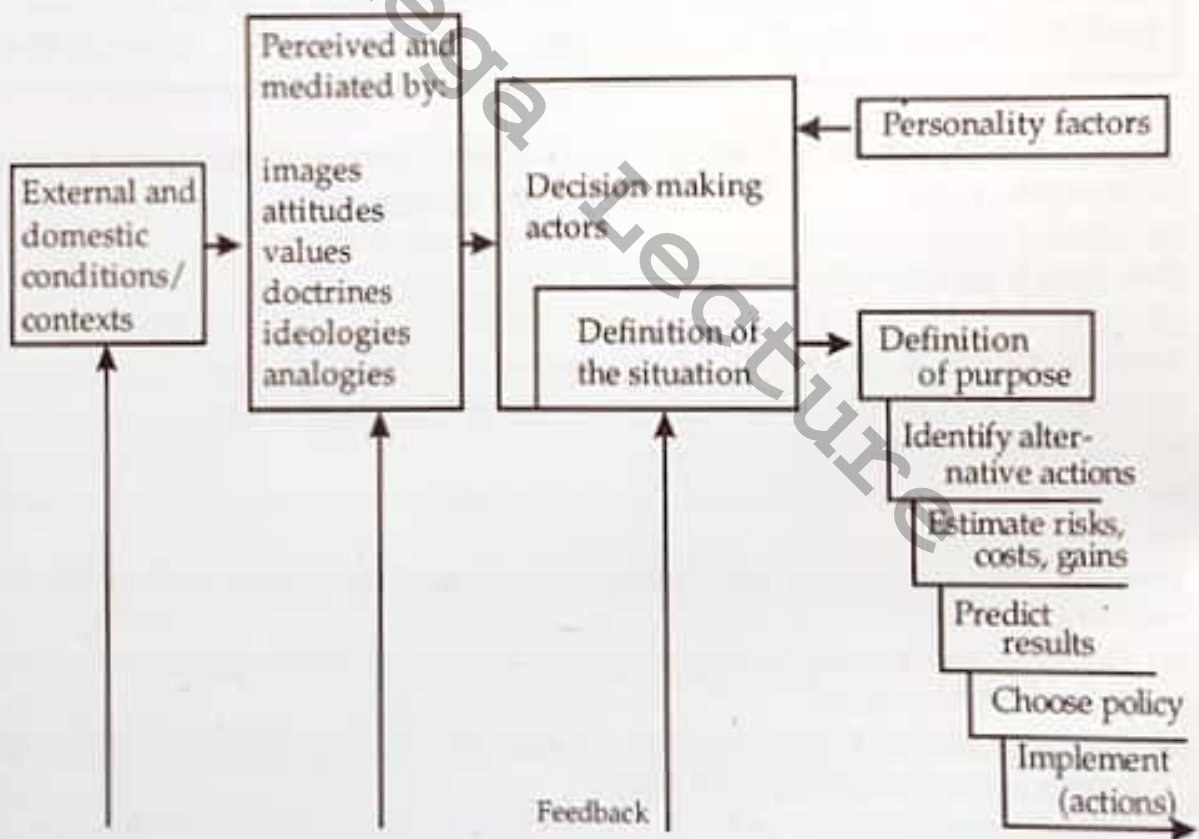 Perceived and
mediated by:
images
attitudes
values
doctrines
ideologies
analogies
External and
domestic
conditions/
contexts
Decision making
actors
Definition of
the situation
Personality factors
Definition
of purpose
Identify alter-
native actions
Estimate risks,
costs, gains
Predict
results
Choose policy
Implement
(actions)
Feedback
ega Lecture